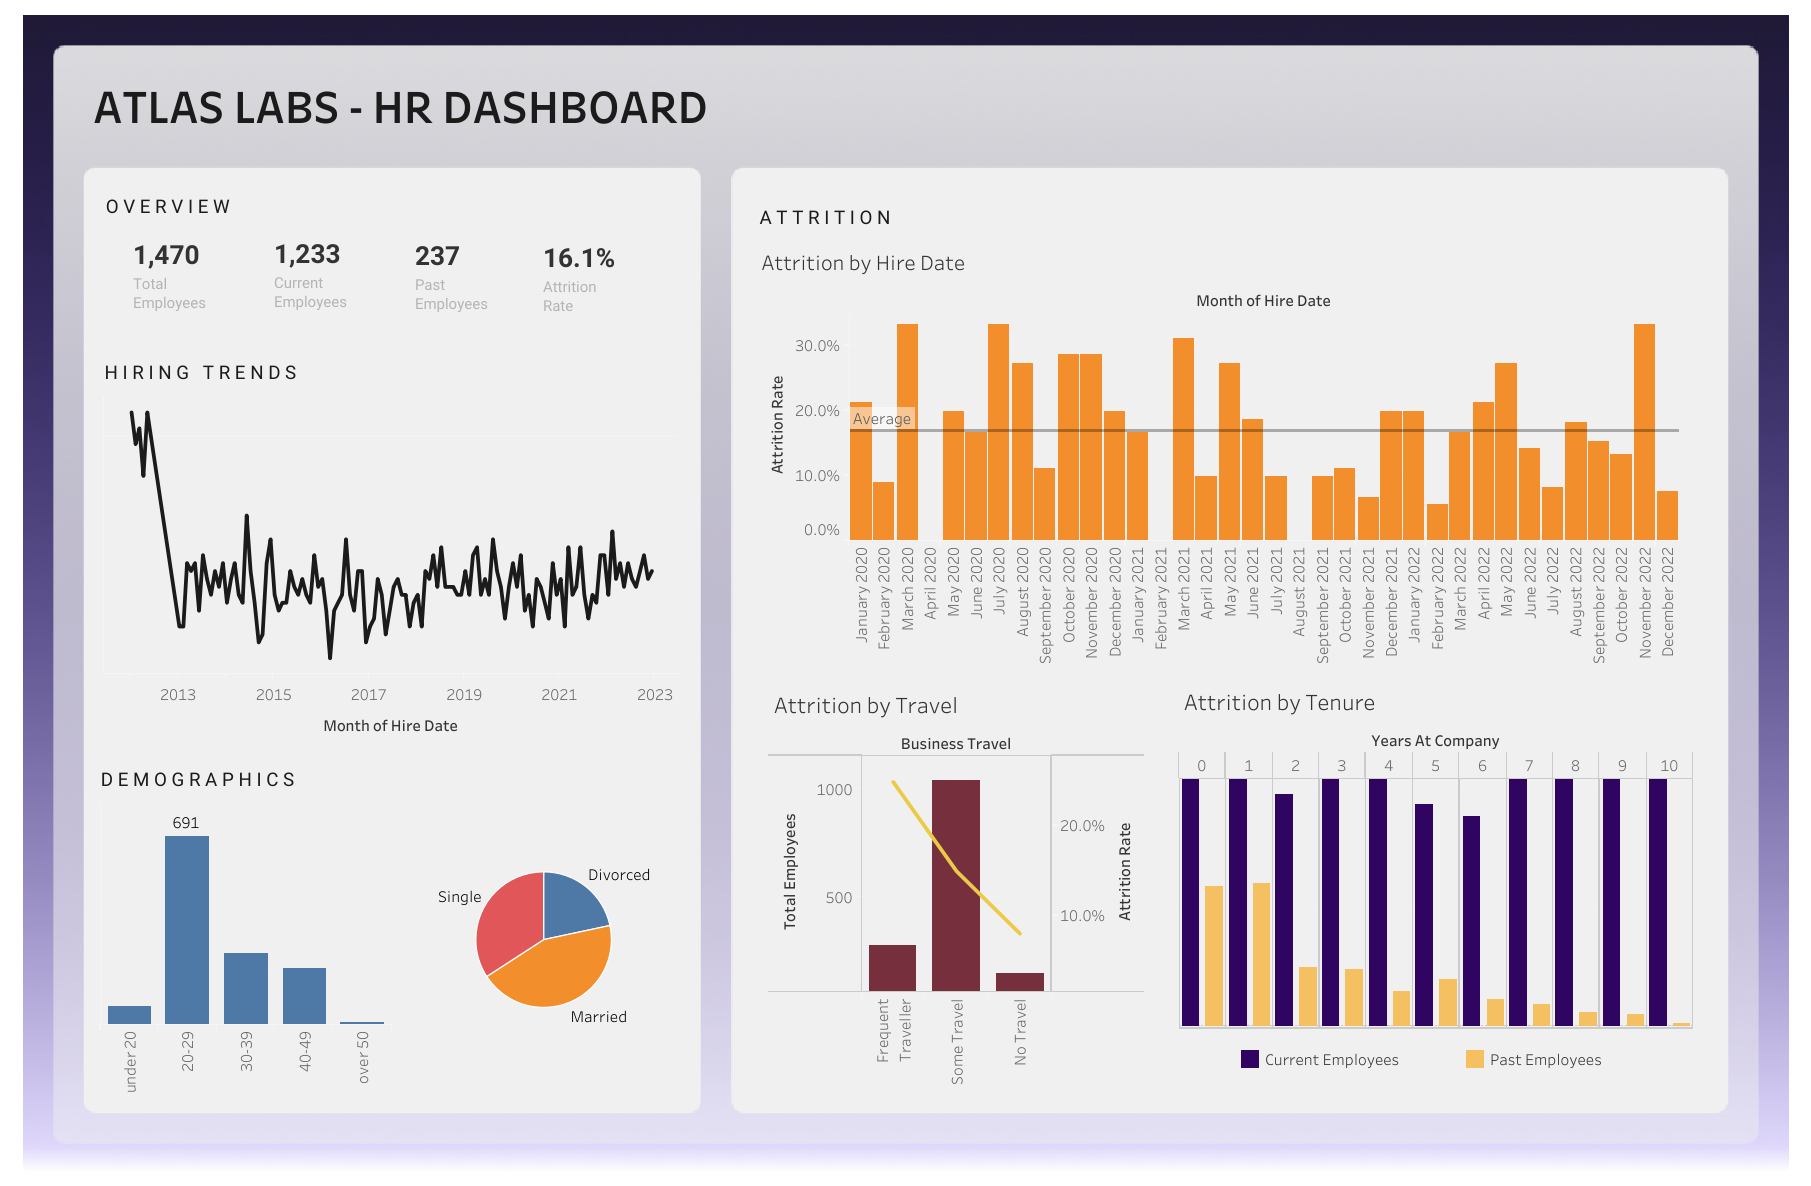 ATLAS LABS - HR DASHBOARD
OVERVIEW
1,470
Total
Employees
1,233
Current
Employees
237
Past
Employees
16.1%
Attrition
Rate
HIRING TRENDS
2013
2015
2017
2019
2021
2023
Month of Hire Date
DEMOGRAPHICS
691
under 20
20-29
30-39
40-49
over 50
Divorced
Single
Married
ATTRITION
Attrition by Hire Date
Month of Hire Date
Attrition Rate
30.0%
20.0%
10.0%
0.0%
Average
January 2020
February 2020
March 2020
April 2020
May 2020
June 2020
July 2020
August 2020
September 2020
October 2020
November 2020
December 2020
January 2021
February 2021
March 2021
April 2021
May 2021
June 2021
July 2021
August 2021
September 2021
October 2021
November 2021
December 2021
January 2022
February 2022
March 2022
April 2022
May 2022
June 2022
July 2022
August 2022
September 2022
October 2022
November 2022
December 2022
Attrition by Travel
Business Travel
Total Employees
1000
500
20.0%
10.0%
Attrition Rate
Frequent
Traveller
Some Travel
No Travel
Attrition by Tenure
Years At Company
0
1
2
3
4
5
6
7
8
9
10
Current Employees
Past Employees